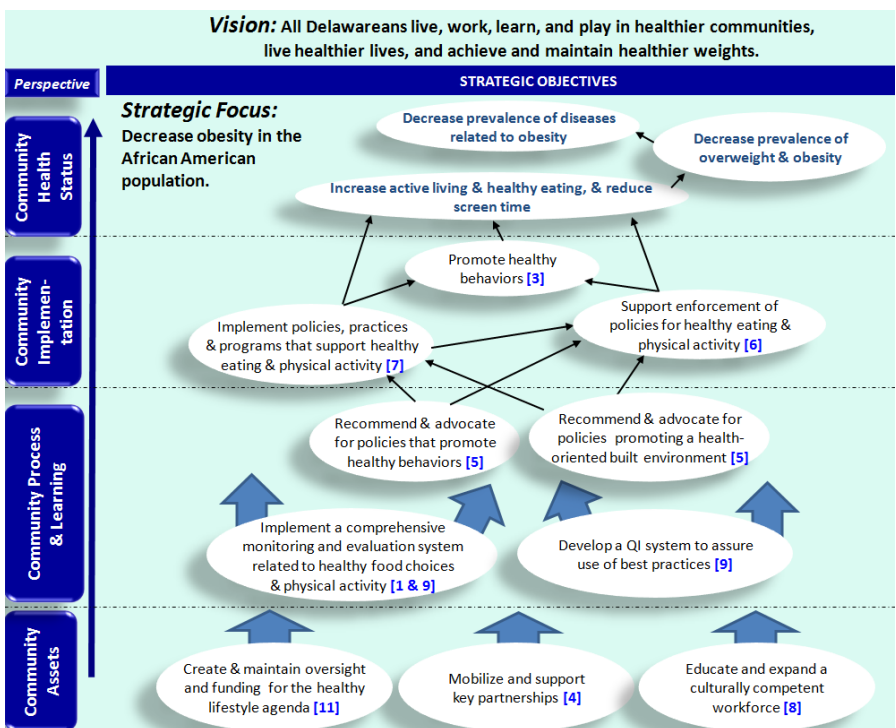 Vision: All Delawareans live, work, learn, and play in healthier communities,
live healthier lives, and achieve and maintain healthier weights.
Perspective
STRATEGIC OBJECTIVES
Strategic Focus:
Decrease obesity in the
African American
population.
Community
Health
Status
Decrease prevalence of diseases
related to obesity
Decrease prevalence of
overweight & obesity
Increase active living & healthy eating, & reduce
screen time
Community
Implemen-
tation
Promote healthy
behaviors [3]
Implement policies, practices
& programs that support healthy
eating & physical activity [7]
Support enforcement of
policies for healthy eating &
physical activity [6]
Community Process
& Learning
Recommend & advocate
for policies that promote
healthy behaviors [5]
Recommend & advocate for
policies promoting a health-
oriented built environment [5]
Implement a comprehensive
monitoring and evaluation system
related to healthy food choices
& physical activity [1 & 9]
Develop a QI system to assure
use of best practices [9]
Community
Assets
Create & maintain oversight
and funding for the healthy
lifestyle agenda [11]
Mobilize and support
key partnerships [4]
Educate and expand a
culturally competent
workforce [8]